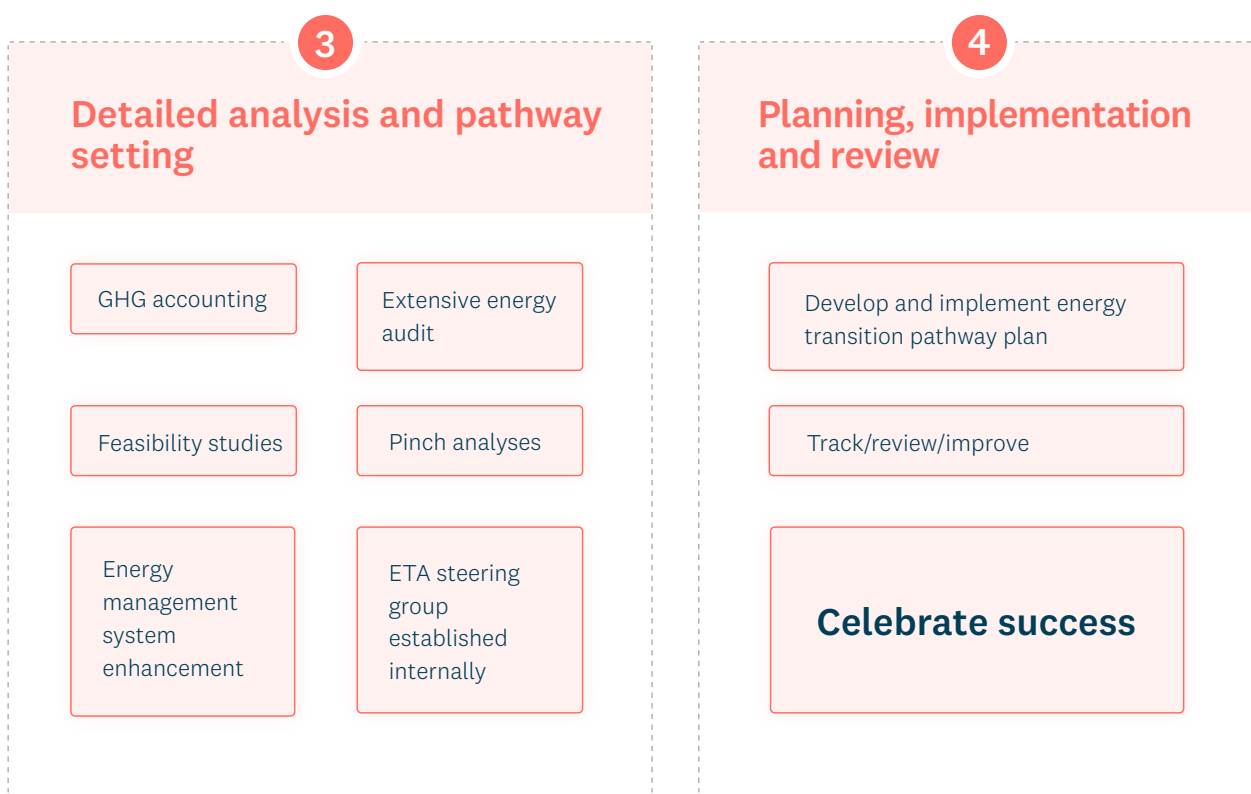 3
Detailed analysis and pathway
setting
GHG accounting
Extensive energy
audit
Feasibility studies
Pinch analyses
Energy
management
system
enhancement
ETA steering
group
established
internally
4
Planning, implementation
and review
Develop and implement energy
transition pathway plan
Track/review/improve
Celebrate success